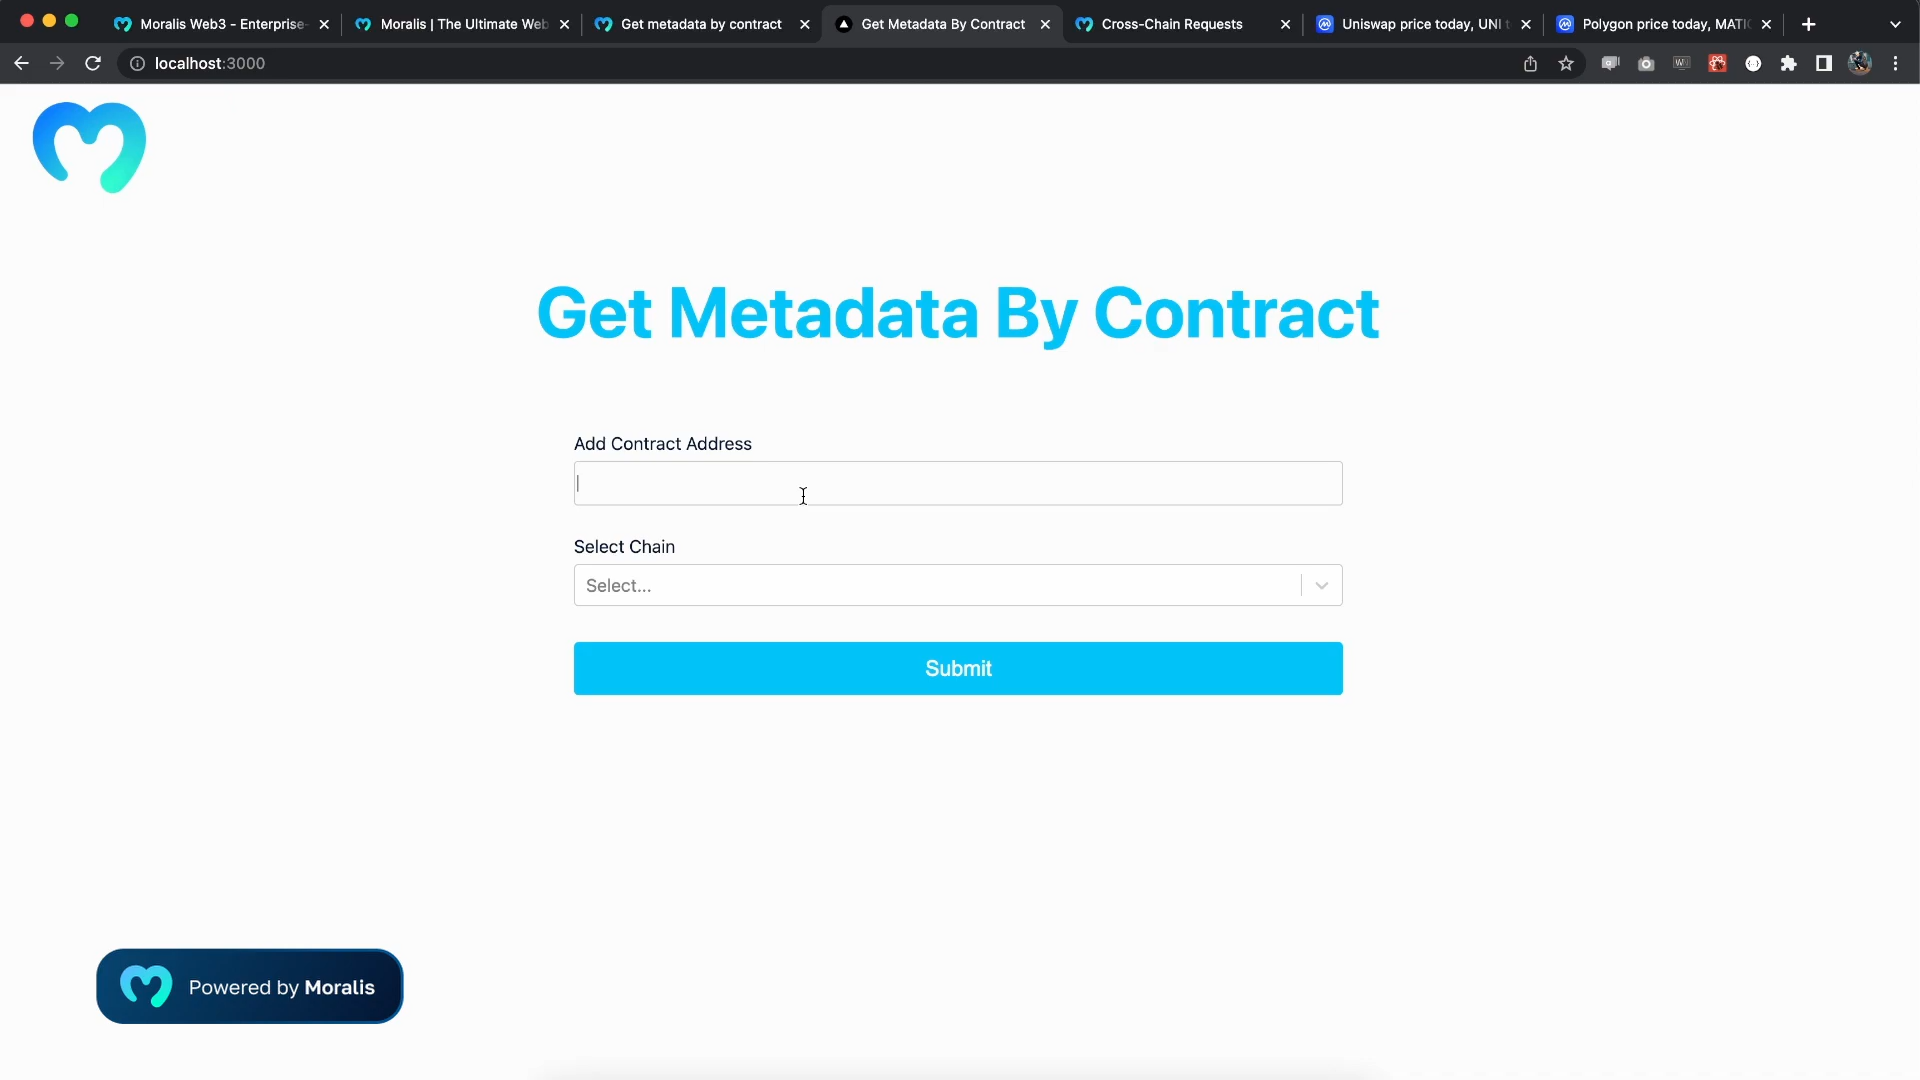 Moralis Web3 - Enterprise-
Moralis | The Ultimate Web
Get metadata by contract
Get Metadata By Contract
Cross-Chain Requests
Uniswap price today, UNI t
Polygon price today, MATIC
localhost:3000
Get Metadata By Contract
Add Contract Address
Select Chain
Select...
Submit
Powered by Moralis